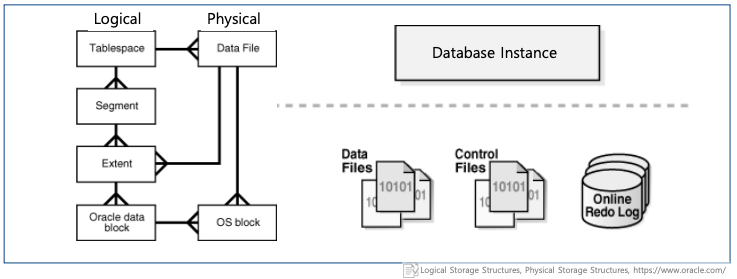 Logical Physical
Tablespace Data File
Segment
Extent
Oracle data
block
OS block
Database Instance
Data
Files
10101
10
01
Control
Files
10101
10
01
Online
Redo Log
Logical Storage Structures, Physical Storage Structures, https://www.oracle.com/